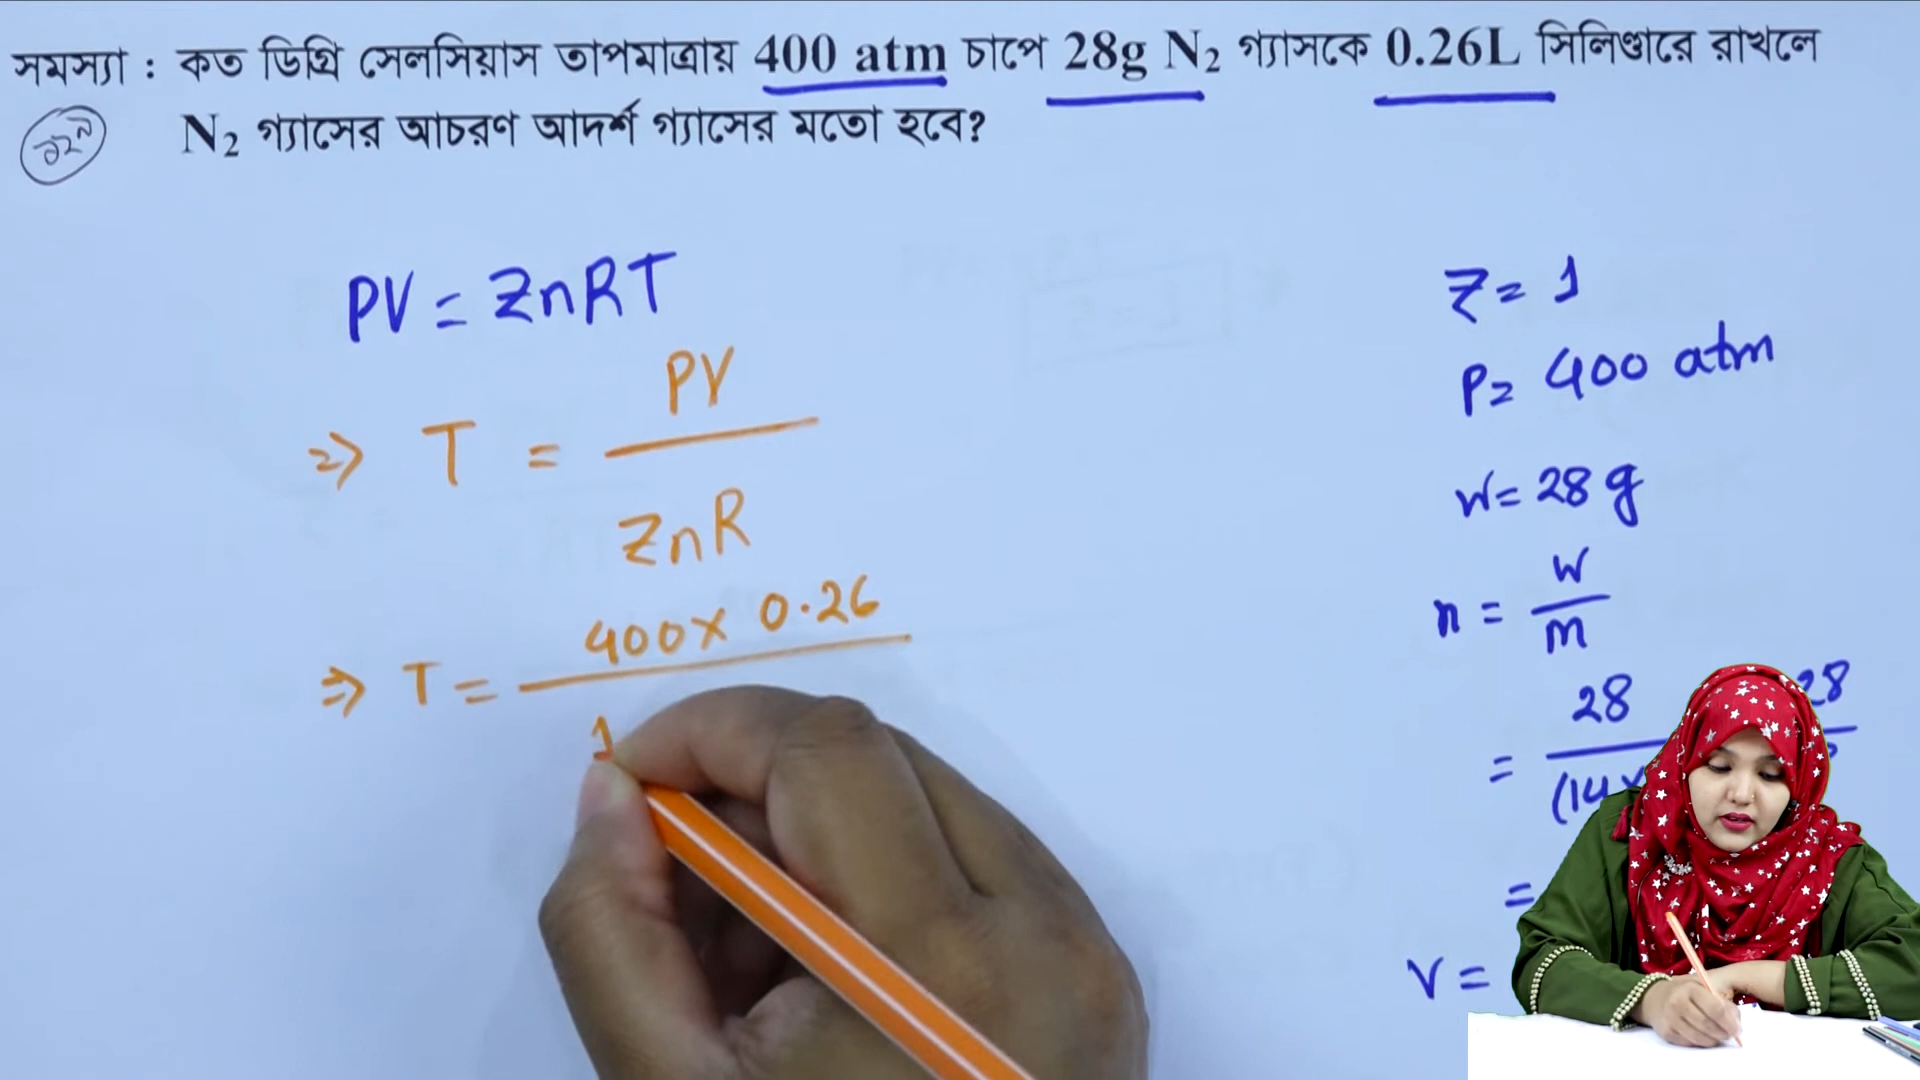 সমস্যা : কত ডিগ্রি সেলসিয়াস তাপমাত্রায় 400 atm চাপে 28g N₂ গ্যাসকে 0.26L সিলিণ্ডারে রাখলে
N₂ গ্যাসের আচরণ আদর্শ গ্যাসের মতো হবে?
PV = ZnRT
⇒ T = PV / ZnR
⇒ T = 400 × 0.26 / 1
Z = 1
P = 400 atm
W = 28 g
n = W / m
= 28 / (14 × 28
=
V =